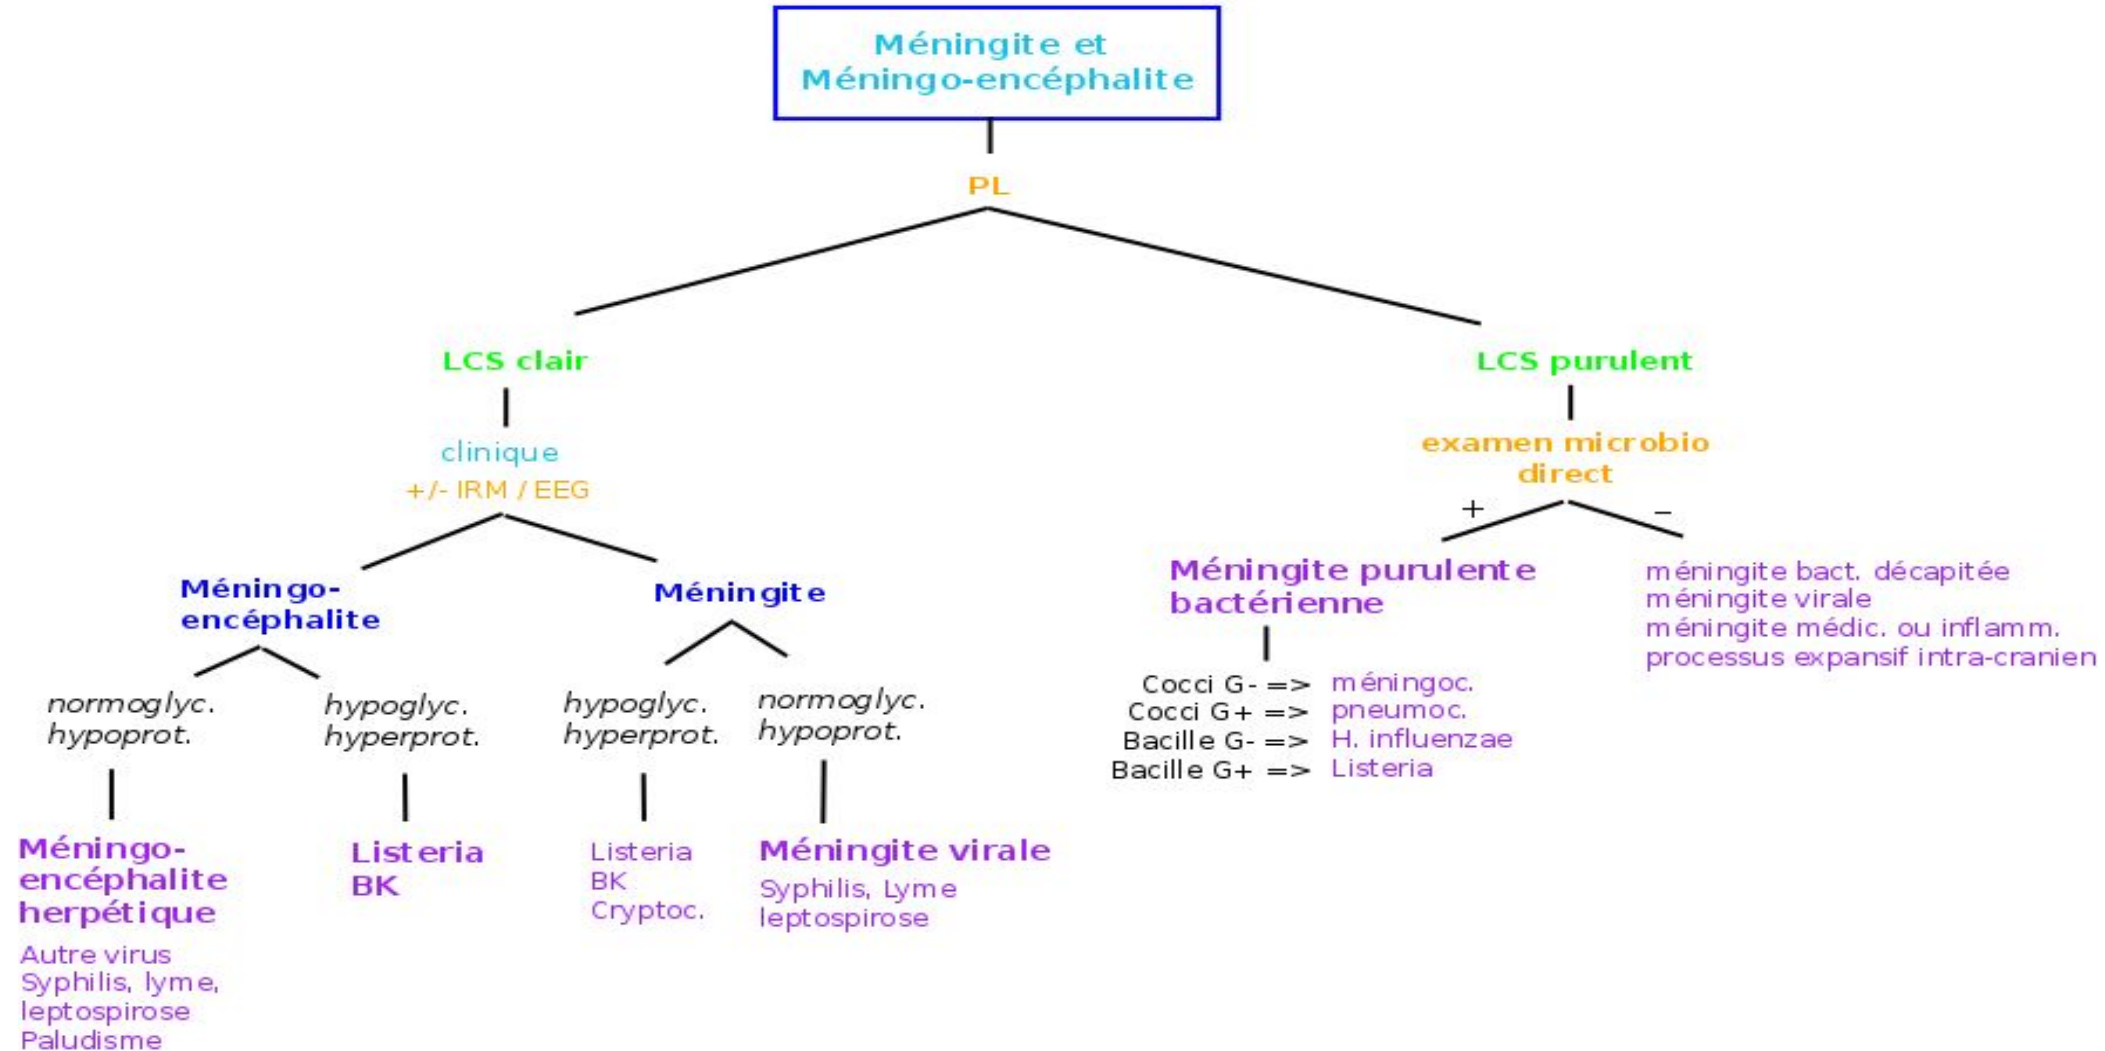 Méningite et
Méningo-encéphalite
PL
LCS clair
LCS purulent
clinique
+/- IRM / EEG
examen microbio
direct
+
–
Méningo-
encéphalite
Méningite
Méningite purulente
bactérienne
méningite bact. décapitée
méningite virale
méningite médic. ou inflamm.
processus expansif intra-cranien
normoglyc.
hypoprot.
hypoglyc.
hyperprot.
hypoglyc.
hyperprot.
normoglyc.
hypoprot.
Cocci G- => méningoc.
Cocci G+ => pneumoc.
Bacille G- => H. influenzae
Bacille G+ => Listeria
Méningo-
encéphalite
herpétique
Autre virus
Syphilis, lyme,
leptospirose
Paludisme
Listeria
BK
Listeria
BK
Cryptoc.
Méningite virale
Syphilis, Lyme
leptospirose